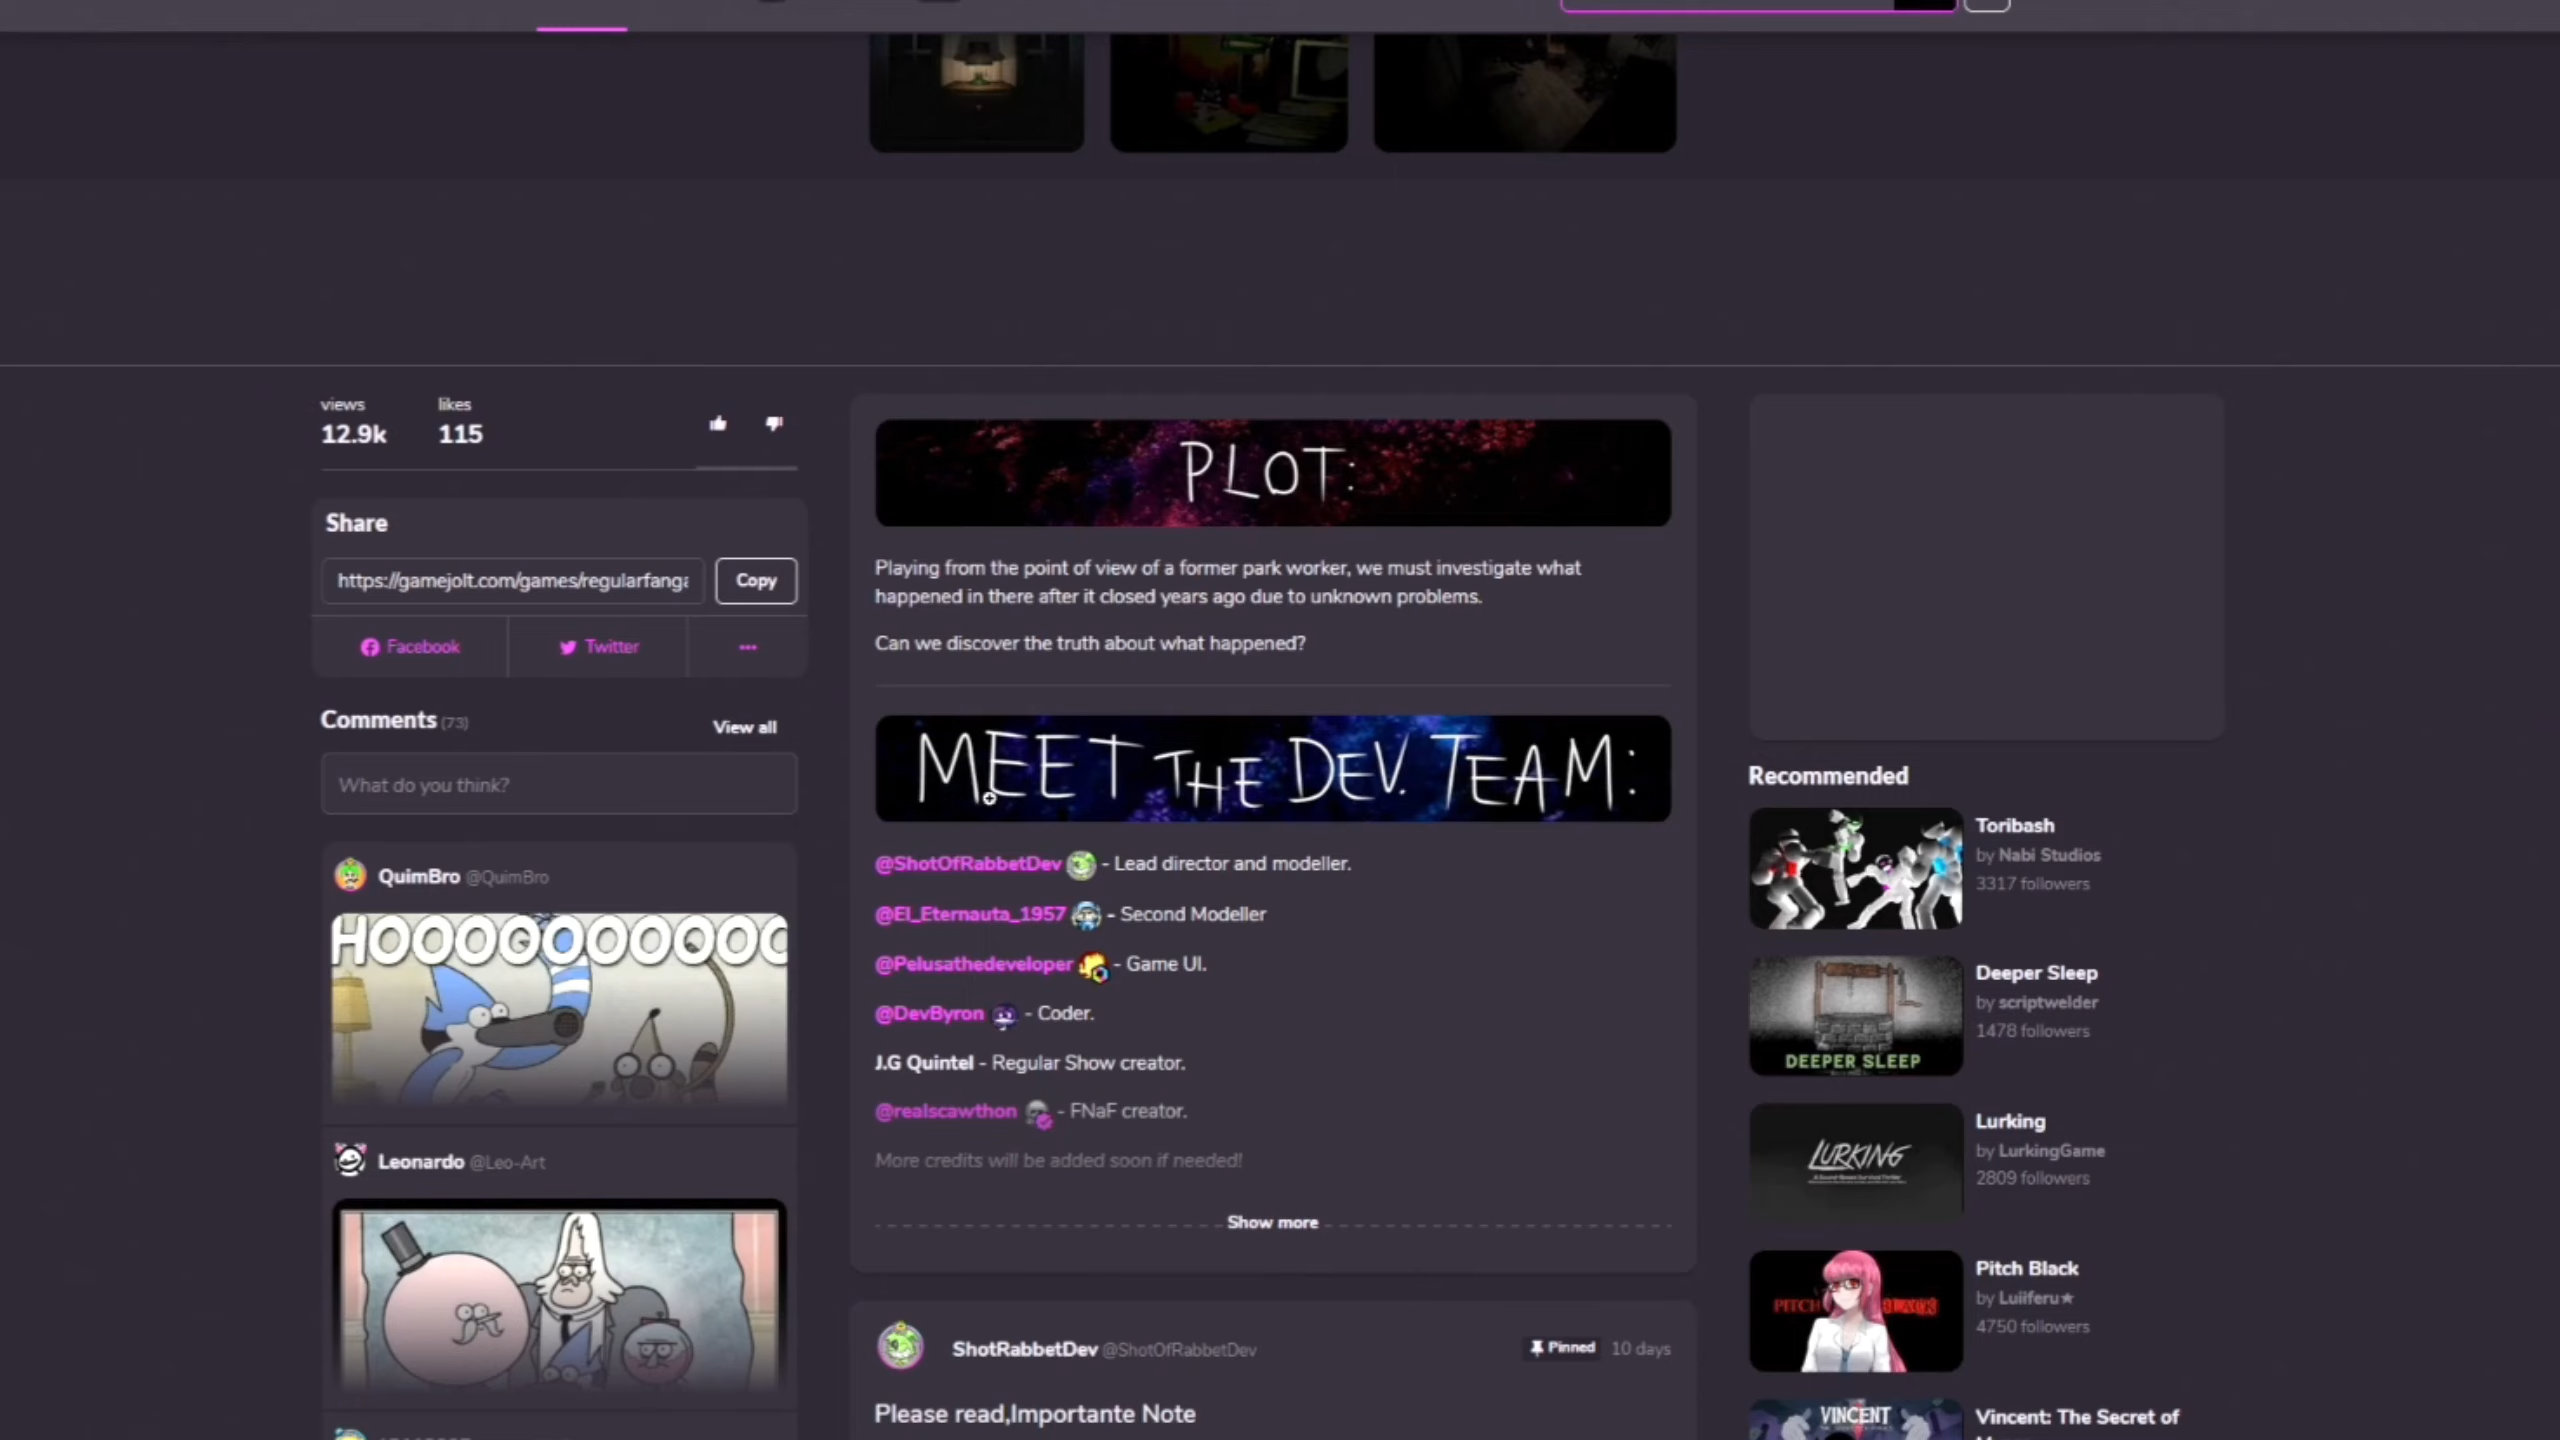 views
12.9k
likes
115
Share
https://gamejolt.com/games/regularfanga
Copy
Facebook
Twitter
Comments (73)
View all
What do you think?
QuimBro @QuimBro
HOOOOOOOOOO
Leonardo @Leo-Art
PLOT:
Playing from the point of view of a former park worker, we must investigate what
happened in there after it closed years ago due to unknown problems.
Can we discover the truth about what happened?
MEET THE DEV. TEAM:
@ShotOfRabbetDev - Lead director and modeller.
@El_Eternauta_1957 - Second Modeller
@Pelusathedeveloper - Game UI.
@DevByron - Coder.
J.G Quintel - Regular Show creator.
@realscawthon - FNaF creator.
More credits will be added soon if needed!
Show more
ShotRabbetDev @ShotOfRabbetDev
Pinned
10 days
Please read,Importante Note
Recommended
Toribash
by Nabi Studios
3317 followers
DEEPER SLEEP
Deeper Sleep
by scriptwelder
1478 followers
LURKING
Lurking
by LurkingGame
2809 followers
PITCH BLACK
Pitch Black
by Luiiferu★
4750 followers
VINCENT
Vincent: The Secret of